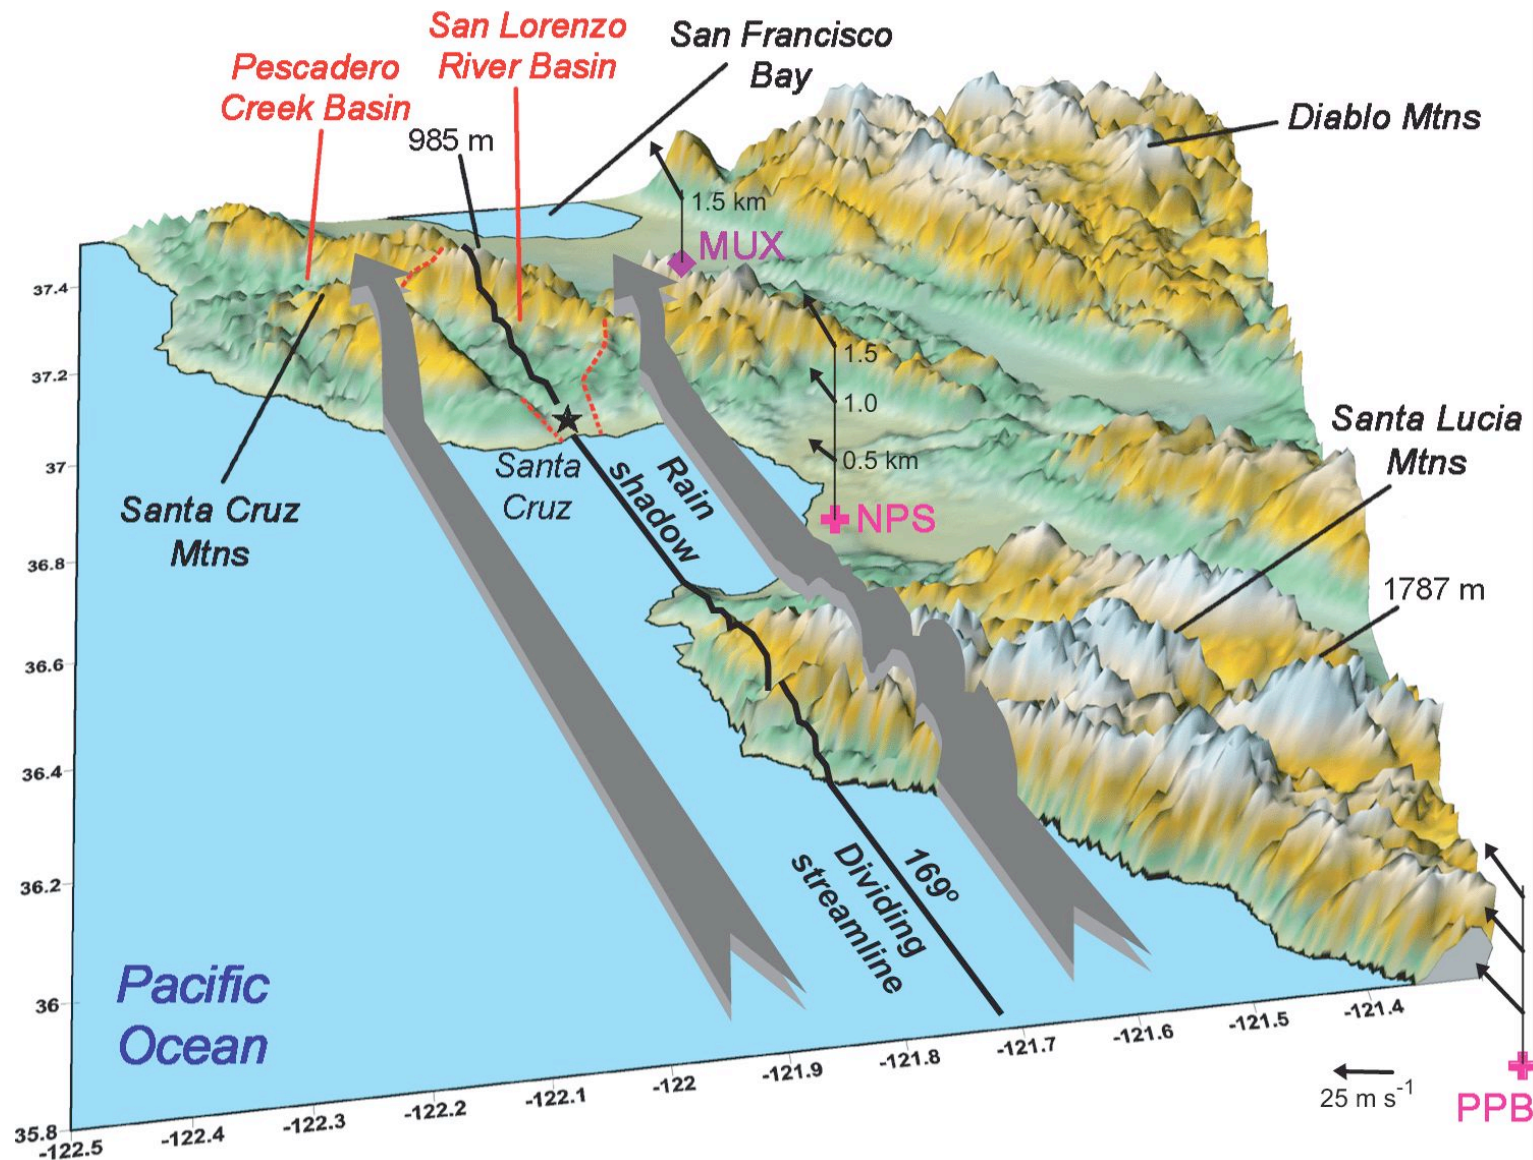 San Lorenzo
River Basin
San Francisco
Bay
Pescadero
Creek Basin
985 m
Diablo Mtns
1.5 km
MUX
37.4
37.2
37
36.8
36.6
36.4
36.2
36
35.8
1.5
1.0
0.5 km
NPS
Santa Lucia
Mtns
1787 m
Santa Cruz
Mtns
Santa
Cruz
Rain
shadow
169º
Dividing
streamline
Pacific
Ocean
-122.5
-122.4
-122.3
-122.2
-122.1
-122
-121.9
-121.8
-121.7
-121.6
-121.5
-121.4
25 m s⁻¹
PPB